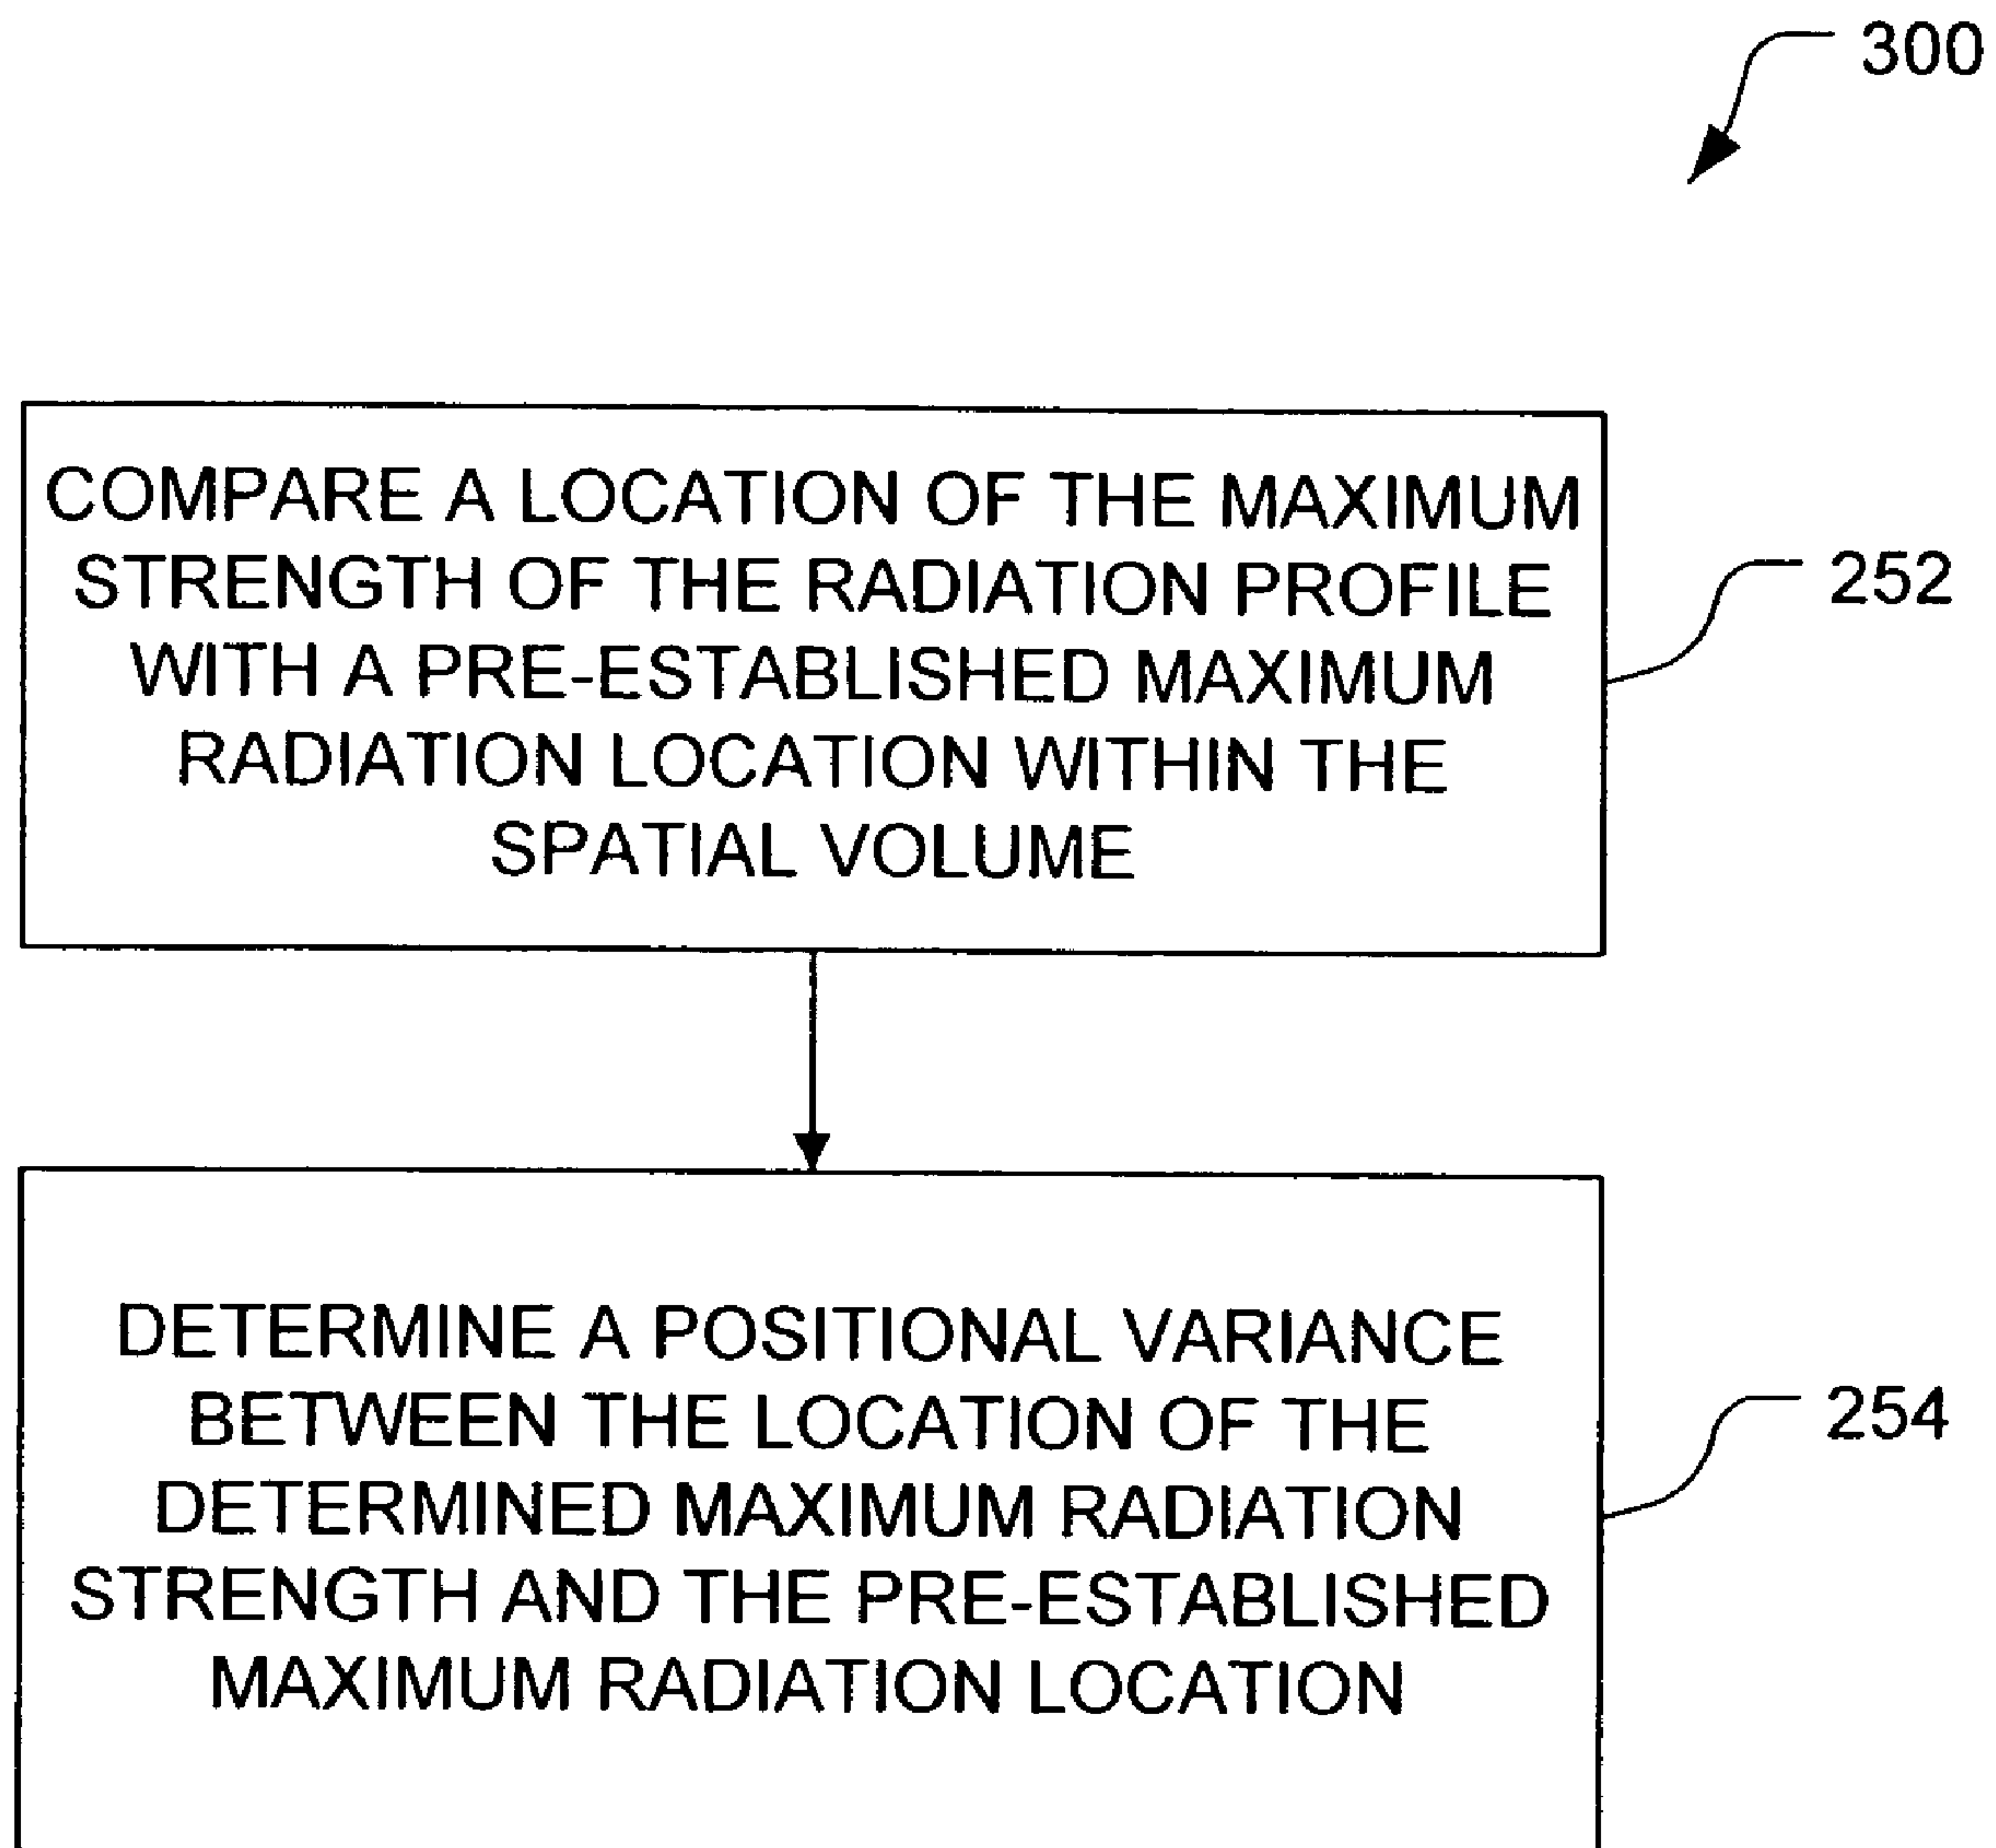 300
COMPARE A LOCATION OF THE MAXIMUM
STRENGTH OF THE RADIATION PROFILE
WITH A PRE-ESTABLISHED MAXIMUM
RADIATION LOCATION WITHIN THE
SPATIAL VOLUME
252
DETERMINE A POSITIONAL VARIANCE
BETWEEN THE LOCATION OF THE
DETERMINED MAXIMUM RADIATION
STRENGTH AND THE PRE-ESTABLISHED
MAXIMUM RADIATION LOCATION
254